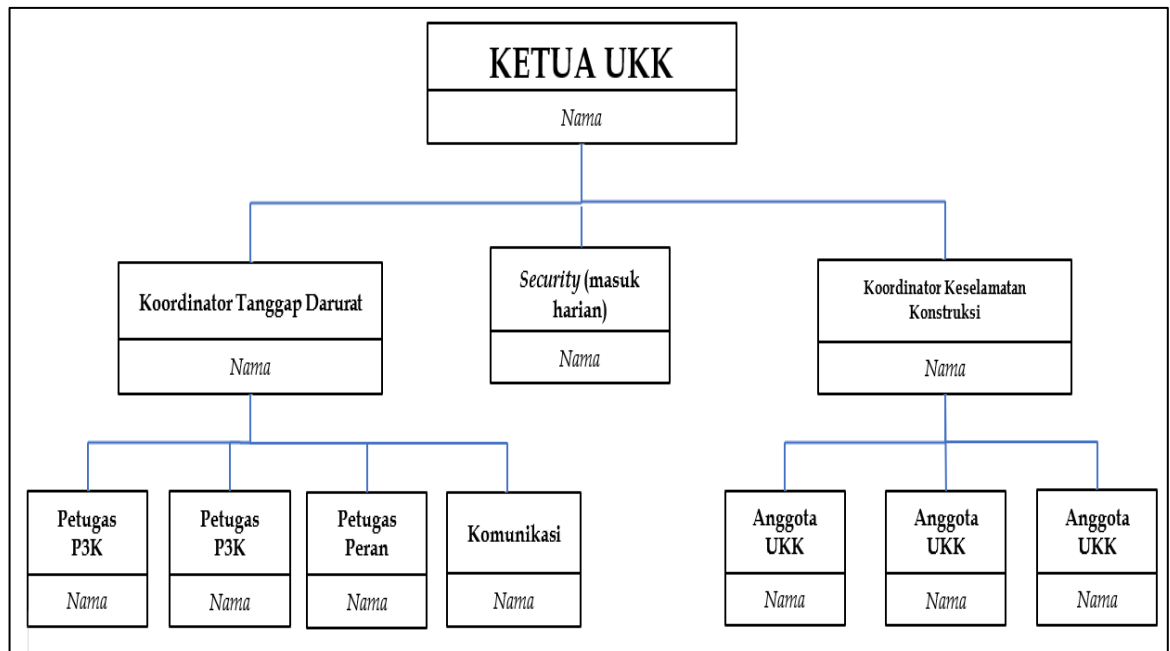 KETUA UKK
Nama
Koordinator Tanggap Darurat
Nama
Security (masuk
harian)
Nama
Koordinator Keselamatan
Konstruksi
Nama
Petugas
P3K
Nama
Petugas
P3K
Nama
Petugas
Peran
Nama
Komunikasi
Nama
Anggota
UKK
Nama
Anggota
UKK
Nama
Anggota
UKK
Nama